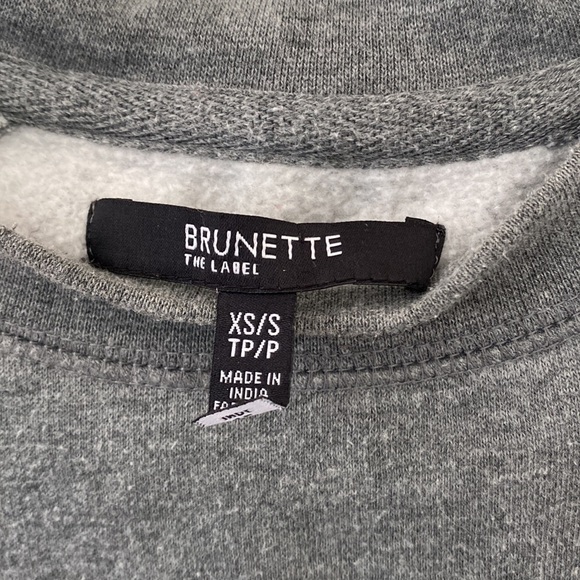 BRUNETTE
THE LABEL
XS/S
TP/P
MADE IN
INDIA